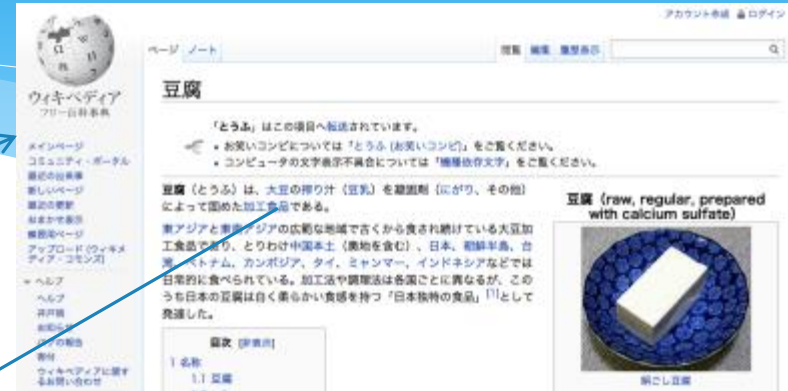 アカウント作成 ログイン
ページ ノート
閲覧 編集 履歴表示
ウィキペディア
フリー百科事典
豆腐
「とうふ」はこの項目へ転送されています。
• お笑いコンビについては「とうふ (お笑いコンビ)」をご覧ください。
• コンピュータの文字表示不具合については「機種依存文字」をご覧ください。
メインページ
コミュニティ・ポータル
最近の出来事
新しいページ
最近の更新
おまかせ表示
練習用ページ
アップロード (ウィキメ
ディア・コモンズ)
ヘルプ
ヘルプ
井戸端
お知らせ
バグの報告
寄付
ウィキペディアに関す
るお問い合わせ
豆腐（とうふ）は、大豆の搾り汁（豆乳）を凝固剤（にがり、その他）
によって固めた加工食品である。
東アジアと東南アジアの広範な地域で古くから食され続けている大豆加
工食品であり、とりわけ中国本土（奥地を含む）、日本、朝鮮半島、台
湾、ベトナム、カンボジア、タイ、ミャンマー、インドネシアなどでは
日常的に食べられている。加工法や調理法は各国ごとに異なるが、この
うち日本の豆腐は白く柔らかい食感を持つ「日本独特の食品」[1]として
発達した。
目次 [非表示]
1 名称
1.1 豆腐
豆腐 (raw, regular, prepared
with calcium sulfate)
絹ごし豆腐